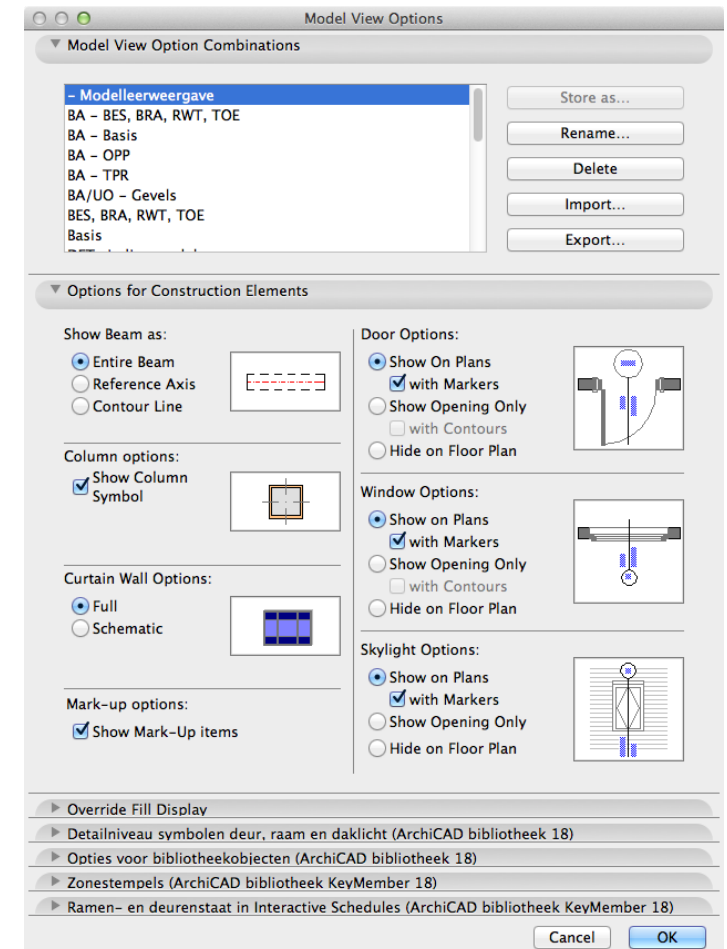 Model View Options
Model View Option Combinations
– Modelleerweergave
BA – BES, BRA, RWT, TOE
BA – Basis
BA – OPP
BA – TPR
BA/UO – Gevels
BES, BRA, RWT, TOE
Basis
Store as...
Rename...
Delete
Import...
Export...
Options for Construction Elements
Show Beam as:
Entire Beam
Reference Axis
Contour Line
Column options:
Show Column
Symbol
Curtain Wall Options:
Full
Schematic
Mark-up options:
Show Mark-Up items
Door Options:
Show On Plans
with Markers
Show Opening Only
with Contours
Hide on Floor Plan
Window Options:
Show on Plans
with Markers
Show Opening Only
with Contours
Hide on Floor Plan
Skylight Options:
Show on Plans
with Markers
Show Opening Only
Hide on Floor Plan
Override Fill Display
Detailniveau symbolen deur, raam en daklicht (ArchiCAD bibliotheek 18)
Opties voor bibliotheekobjecten (ArchiCAD bibliotheek 18)
Zonestempels (ArchiCAD bibliotheek KeyMember 18)
Ramen- en deurenstaat in Interactive Schedules (ArchiCAD bibliotheek KeyMember 18)
Cancel
OK